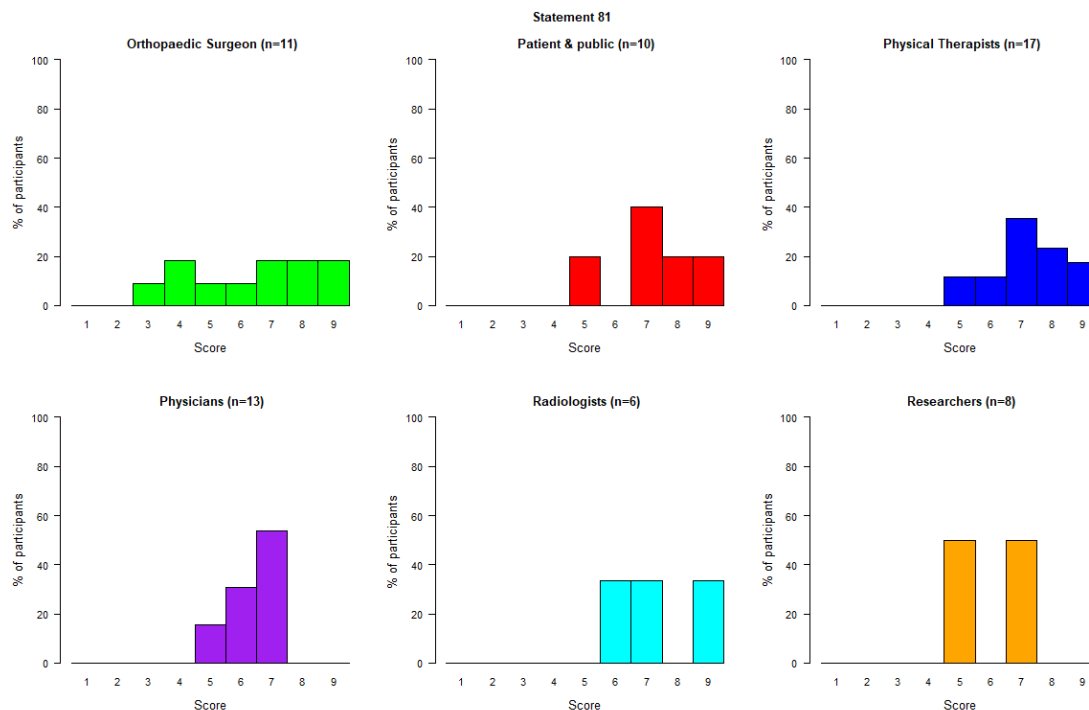 Statement 81
Orthopaedic Surgeon (n=11)
100
80
60
40
20
0
% of participants
1 2 3 4 5 6 7 8 9
Score
Patient & public (n=10)
100
80
60
40
20
0
% of participants
1 2 3 4 5 6 7 8 9
Score
Physical Therapists (n=17)
100
80
60
40
20
0
% of participants
1 2 3 4 5 6 7 8 9
Score
Physicians (n=13)
100
80
60
40
20
0
% of participants
1 2 3 4 5 6 7 8 9
Score
Radiologists (n=6)
100
80
60
40
20
0
% of participants
1 2 3 4 5 6 7 8 9
Score
Researchers (n=8)
100
80
60
40
20
0
% of participants
1 2 3 4 5 6 7 8 9
Score